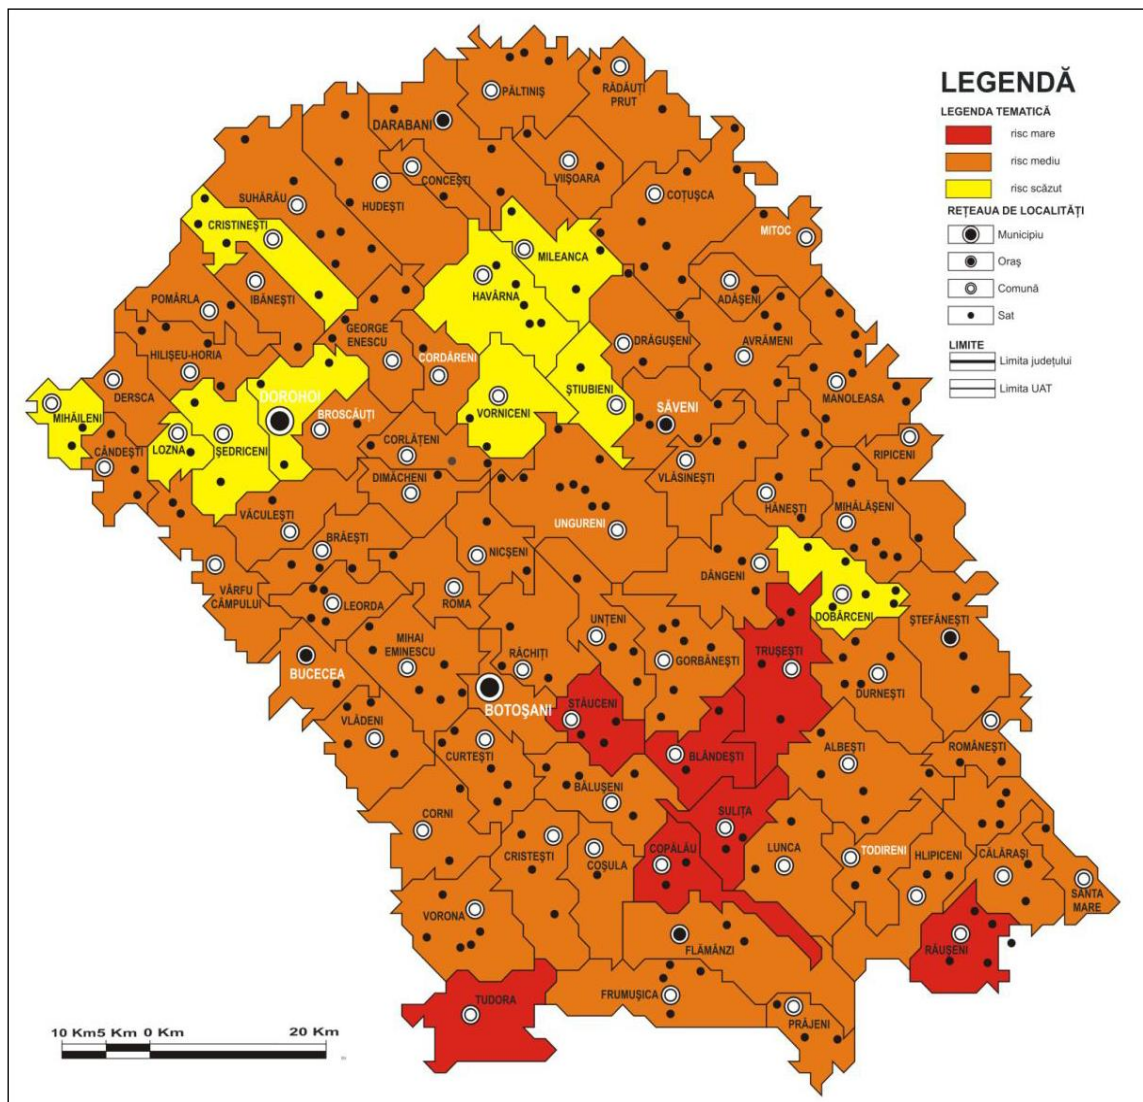 LEGENDĂ
LEGENDA TEMATICĂ
risc mare
risc mediu
risc scăzut
REȚEAUA DE LOCALITĂȚI
Municipiu
Oraș
Comună
Sat
LIMITE
Limita județului
Limita UAT
PĂLTINIȘ
RĂDĂUȚI
PRUT
DARABANI
CONCEȘTI
VIIȘOARA
HUDEȘTI
COȚUȘCA
SUHĂRĂU
CRISTINEȘTI
MITOC
MILEANCA
HAVÂRNA
IBĂNEȘTI
ADĂȘENI
POMÂRLA
GEORGE
ENESCU
CORDĂRENI
DRĂGUȘENI
AVRĂMENI
HILIȘEU-HORIA
MANOLEASA
DERSCA
DOROHOI
ȘTIUBIENI
MIHĂILENI
BROSCĂUȚI
VORNICENI
SĂVENI
LOZNA
ȘEDRICENI
CORLĂȚENI
RIPICENI
CÂNDEȘTI
DIMĂCHENI
VLĂSINEȘTI
HĂNEȘTI
MIHĂLĂȘENI
VĂCULEȘTI
UNGURENI
BRĂEȘTI
NICȘENI
DÂNGENI
VÂRFU
CÂMPULUI
LEORDA
ROMA
DOBÂRCENI
ȘTEFĂNEȘTI
UNȚENI
MIHAI
EMINESCU
TRUȘEȘTI
RĂCHIȚI
GORBĂNEȘTI
BUCECEA
DURNEȘTI
BOTOȘANI
STĂUCENI
VLĂDENI
CURTEȘTI
BLÂNDEȘTI
ALBEȘTI
ROMĂNEȘTI
BĂLUȘENI
CORNI
SULIȚA
CRISTEȘTI
COȘULA
COPĂLĂU
LUNCA
TODIRENI
HLIPICENI
CĂLĂRAȘI
SANTA
MARE
VORONA
FLĂMÂNZI
RĂUȘENI
TUDORA
FRUMUȘICA
PRĂJENI
10 Km5 Km 0 Km 20 Km